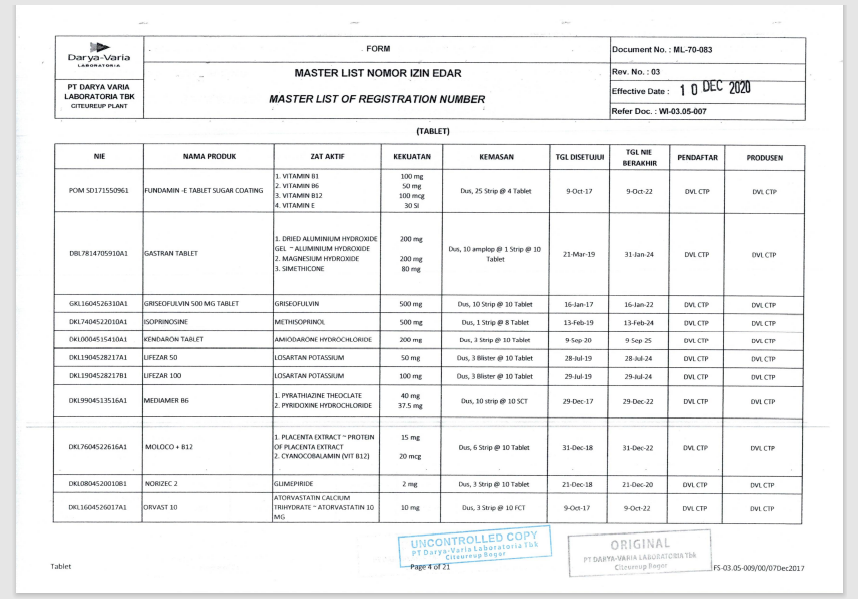 Darya-Varia
LABORATORIA
PT DARYA VARIA
LABORATORIA TBK
CITEUREUP PLANT
FORM
MASTER LIST NOMOR IZIN EDAR
MASTER LIST OF REGISTRATION NUMBER
Document No. : ML-70-083
Rev. No. : 03
Effective Date : 10 DEC 2020
Refer Doc. : WI-03.05-007
(TABLET)
NIE NAMA PRODUK ZAT AKTIF KEKUATAN KEMASAN TGL DISETUJUI TGL NIE BERAKHIR PENDAFTAR PRODUSEN
POM SD171550961 FUNDAMIN -E TABLET SUGAR COATING
1. VITAMIN B1 100 mg
2. VITAMIN B6 50 mg
3. VITAMIN B12 100 mcg
4. VITAMIN E 30 SI
Dus, 25 Strip @ 4 Tablet 9-Oct-17 9-Oct-22 DVL CTP DVL CTP
DBL7814705910A1 GASTRAN TABLET
1. DRIED ALUMINIUM HYDROXIDE 200 mg
GEL ~ ALUMINIUM HYDROXIDE
2. MAGNESIUM HYDROXIDE 200 mg
3. SIMETHICONE 80 mg
Dus, 10 amplop @ 1 Strip @ 10
Tablet
21-Mar-19 31-Jan-24 DVL CTP DVL CTP
GKL1604526310A1 GRISEOFULVIN 500 MG TABLET GRISEOFULVIN 500 mg Dus, 10 Strip @ 10 Tablet 16-Jan-17 16-Jan-22 DVL CTP DVL CTP
DKL7404522010A1 ISOPRINOSINE METHISOPRINOL 500 mg Dus, 1 Strip @ 8 Tablet 13-Feb-19 13-Feb-24 DVL CTP DVL CTP
DKL0004515410A1 KENDARON TABLET AMIODARONE HYDROCHLORIDE 200 mg Dus, 3 Strip @ 10 Tablet 9-Sep-20 9 Sep 25 DVL CTP DVL CTP
DKL1904528217A1 LIFEZAR 50 LOSARTAN POTASSIUM 50 mg Dus, 3 Blister @ 10 Tablet 28-Jul-19 28-Jul-24 DVL CTP DVL CTP
DKL1904528217B1 LIFEZAR 100 LOSARTAN POTASSIUM 100 mg Dus, 3 Blister @ 10 Tablet 29-Jul-19 29-Jul-24 DVL CTP DVL CTP
DKL9904513516A1 MEDIAMER B6
1. PYRATHIAZINE THEOCLATE 40 mg
2. PYRIDOXINE HYDROCHLORIDE 37.5 mg
Dus, 10 strip @ 10 SCT 29-Dec-17 29-Dec-22 DVL CTP DVL CTP
DKL7604522616A1 MOLOCO + B12
1. PLACENTA EXTRACT ~ PROTEIN 15 mg
OF PLACENTA EXTRACT
2. CYANOCOBALAMIN (VIT B12) 20 mcg
Dus, 6 Strip @ 10 Tablet 31-Dec-18 31-Dec-22 DVL CTP DVL CTP
DKL0804520010B1 NORIZEC 2 GLIMEPIRIDE 2 mg Dus, 3 Strip @ 10 Tablet 21-Dec-18 21-Dec-20 DVL CTP DVL CTP
DKL1604526017A1 ORVAST 10
ATORVASTATIN CALCIUM
TRIHYDRATE ~ ATORVASTATIN 10
MG
10 mg Dus, 3 Strip @ 10 FCT 9-Oct-17 9-Oct-22 DVL CTP DVL CTP
UNCONTROLLED COPY
PT Darya-Varia Laboratoria Tbk
Citeureup Bogor
ORIGINAL
PT DARYA-VARIA LABORATORIA Tbk
Citeureup Bogor
Tablet
Page 4 of 21
FS-03.05-009/00/07Dec2017